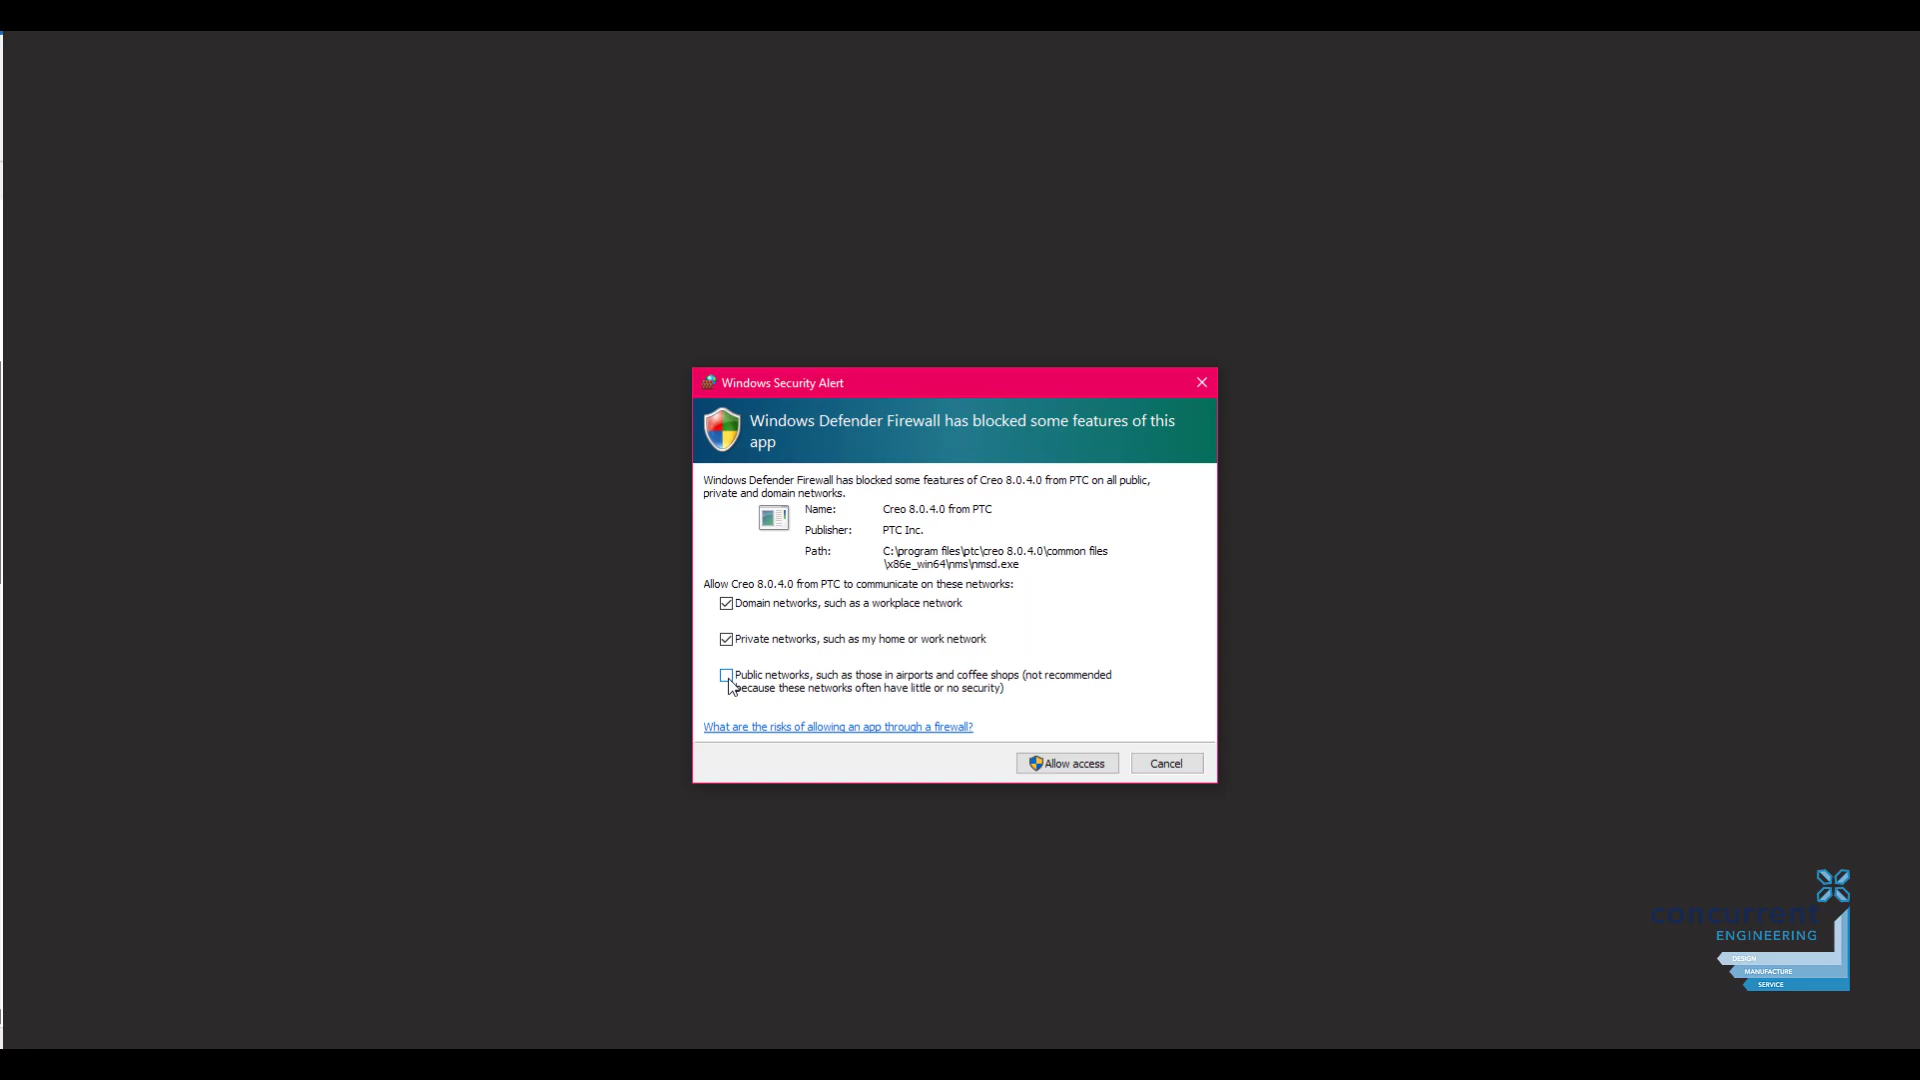 Windows Security Alert
Windows Defender Firewall has blocked some features of this
app
Windows Defender Firewall has blocked some features of Creo 8.0.4.0 from PTC on all public,
private and domain networks.
Name: Creo 8.0.4.0 from PTC
Publisher: PTC Inc.
Path: C:\program files\ptc\creo 8.0.4.0\common files
\x86e_win64\nms\nmsd.exe
Allow Creo 8.0.4.0 from PTC to communicate on these networks:
Domain networks, such as a workplace network
Private networks, such as my home or work network
Public networks, such as those in airports and coffee shops (not recommended
because these networks often have little or no security)
What are the risks of allowing an app through a firewall?
Allow access Cancel
concurrent
ENGINEERING
DESIGN
MANUFACTURE
SERVICE